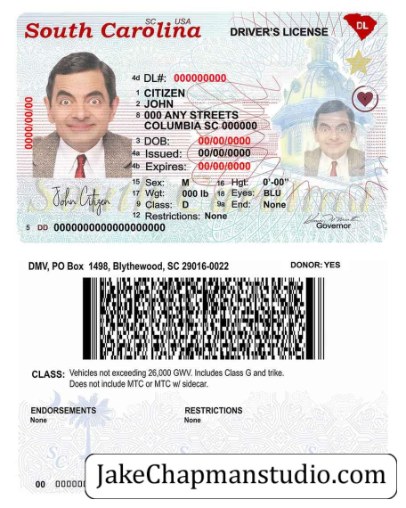 SC USA
South Carolina DRIVER'S LICENSE
DL
4d DL#: 000000000
1 CITIZEN
2 JOHN
8 000 ANY STREETS
COLUMBIA SC 000000
00/00/00
3 DOB: 00/00/0000
4a Issued: 00/00/0000
4b Expires: 00/00/0000
15 Sex: M 16 Hgt: 0'-00"
17 Wgt: 000 lb 18 Eyes: BLU
9 Class: D 9a End: None
12 Restrictions: None
John Citizen
Governor
5 DD 0000000000000000000
DMV, PO Box 1498, Blythewood, SC 29016-0022 DONOR: YES
CLASS: Vehicles not exceeding 26,000 GWV. Includes Class G and trike.
Does not include MTC or MTC w/ sidecar.
ENDORSEMENTS RESTRICTIONS
None None
SC
JakeChapmanstudio.com